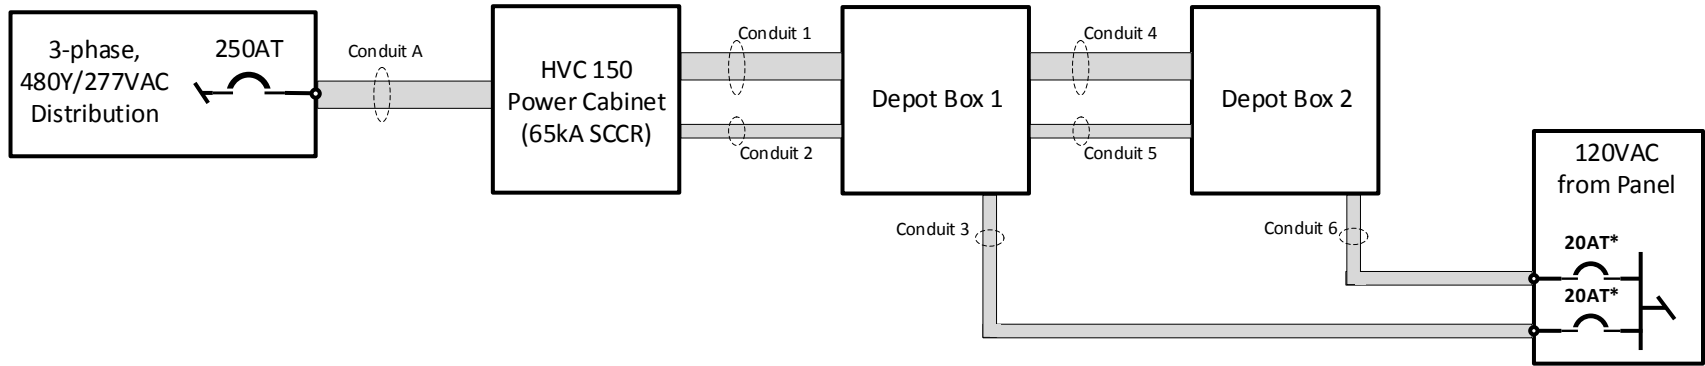 3-phase,
480Y/277VAC
Distribution
250AT
Conduit A
HVC 150
Power Cabinet
(65kA SCCR)
Conduit 1
Conduit 2
Depot Box 1
Conduit 4
Conduit 5
Depot Box 2
Conduit 3
Conduit 6
120VAC
from Panel
20AT*
20AT*